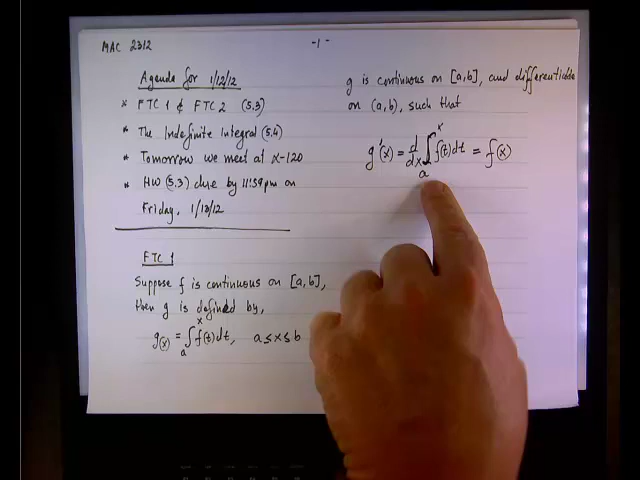 MAC 2312
-1-
Agenda for 1/12/12
* FTC 1 & FTC 2 (5.3)
* The Indefinite Integral (5.4)
* Tomorrow we meet at X-120
* HW (5.3) due by 11:59pm on
Friday, 1/13/12
FTC 1
Suppose f is continuous on [a,b],
then g is defined by,
g(x) = ∫ₐˣ f(t)dt, a ≤ x ≤ b
g is continuous on [a,b], and differentiable
on (a,b), such that
g'(x) = d/dx ∫ₐˣ f(t)dt = f(x)